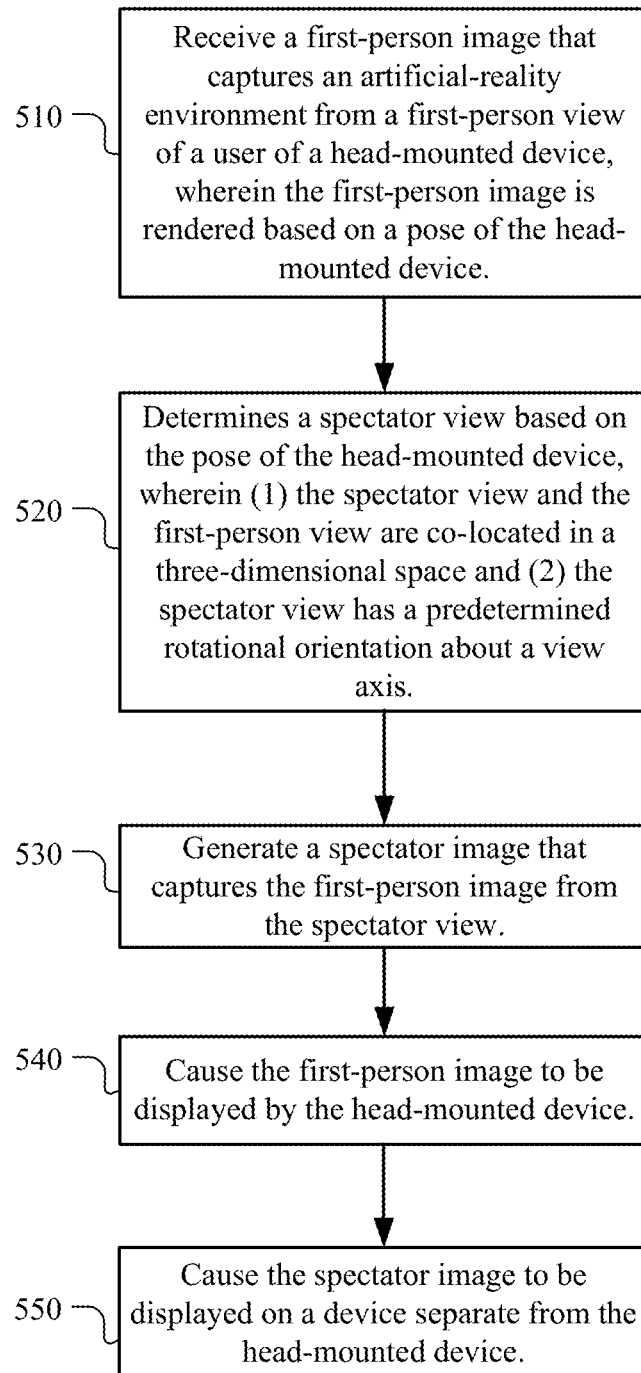 510
Receive a first-person image that
captures an artificial-reality
environment from a first-person view
of a user of a head-mounted device,
wherein the first-person image is
rendered based on a pose of the head-
mounted device.
520
Determines a spectator view based on
the pose of the head-mounted device,
wherein (1) the spectator view and the
first-person view are co-located in a
three-dimensional space and (2) the
spectator view has a predetermined
rotational orientation about a view
axis.
530
Generate a spectator image that
captures the first-person image from
the spectator view.
540
Cause the first-person image to be
displayed by the head-mounted device.
550
Cause the spectator image to be
displayed on a device separate from the
head-mounted device.